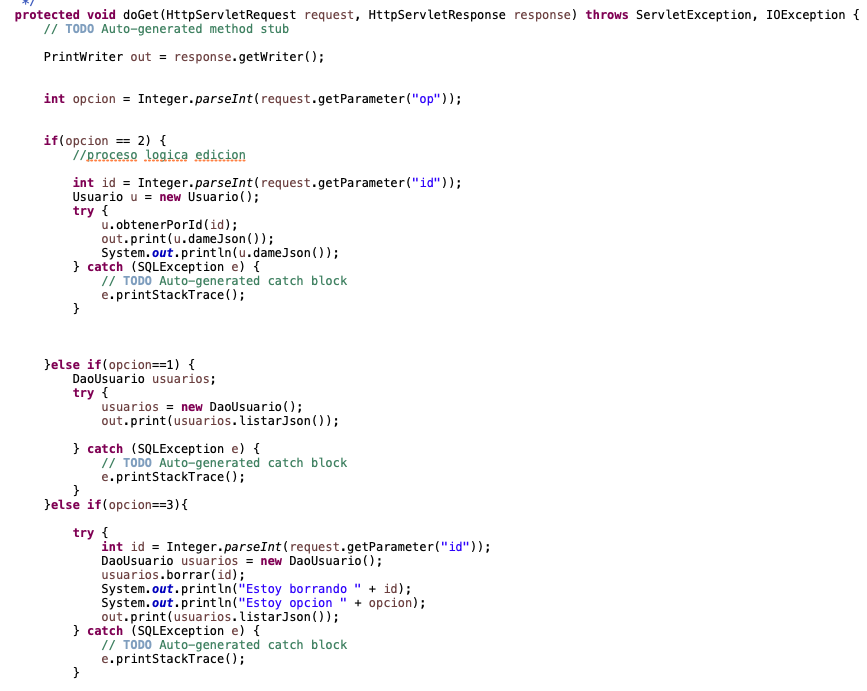 */
protected void doGet(HttpServletRequest request, HttpServletResponse response) throws ServletException, IOException {
// TODO Auto-generated method stub
PrintWriter out = response.getWriter();
int opcion = Integer.parseInt(request.getParameter("op"));
if(opcion == 2) {
//proceso logica edicion
int id = Integer.parseInt(request.getParameter("id"));
Usuario u = new Usuario();
try {
u.obtenerPorId(id);
out.print(u.dameJson());
System.out.println(u.dameJson());
} catch (SQLException e) {
// TODO Auto-generated catch block
e.printStackTrace();
}
}else if(opcion==1) {
DaoUsuario usuarios;
try {
usuarios = new DaoUsuario();
out.print(usuarios.listarJson());
} catch (SQLException e) {
// TODO Auto-generated catch block
e.printStackTrace();
}
}else if(opcion==3){
try {
int id = Integer.parseInt(request.getParameter("id"));
DaoUsuario usuarios = new DaoUsuario();
usuarios.borrar(id);
System.out.println("Estoy borrando " + id);
System.out.println("Estoy opcion " + opcion);
out.print(usuarios.listarJson());
} catch (SQLException e) {
// TODO Auto-generated catch block
e.printStackTrace();
}